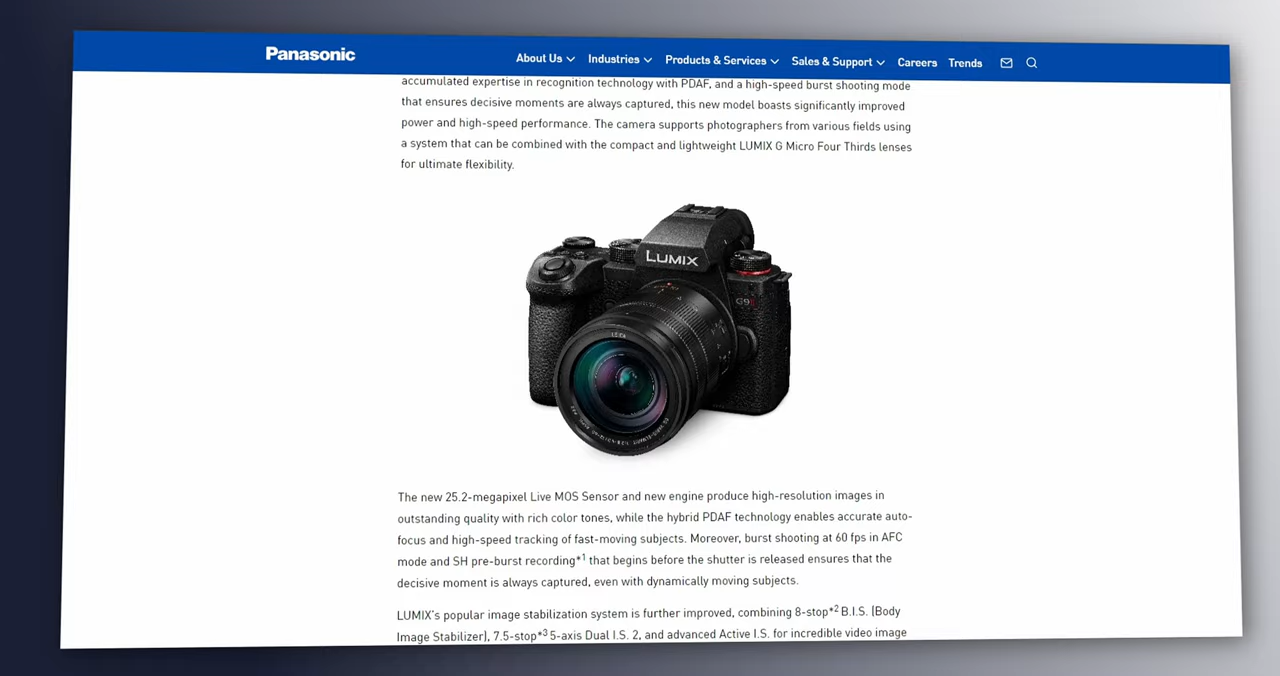 Panasonic
About Us Industries Products & Services Sales & Support Careers Trends
accumulated expertise in recognition technology with PDAF, and a high-speed burst shooting mode
that ensures decisive moments are always captured, this new model boasts significantly improved
power and high-speed performance. The camera supports photographers from various fields using
a system that can be combined with the compact and lightweight LUMIX G Micro Four Thirds lenses
for ultimate flexibility.
LUMIX
G9II
LEICA
The new 25.2-megapixel Live MOS Sensor and new engine produce high-resolution images in
outstanding quality with rich color tones, while the hybrid PDAF technology enables accurate auto-
focus and high-speed tracking of fast-moving subjects. Moreover, burst shooting at 60 fps in AFC
mode and SH pre-burst recording*1 that begins before the shutter is released ensures that the
decisive moment is always captured, even with dynamically moving subjects.
LUMIX's popular image stabilization system is further improved, combining 8-stop*2 B.I.S. (Body
Image Stabilizer), 7.5-stop*3 5-axis Dual I.S. 2, and advanced Active I.S. for incredible video image